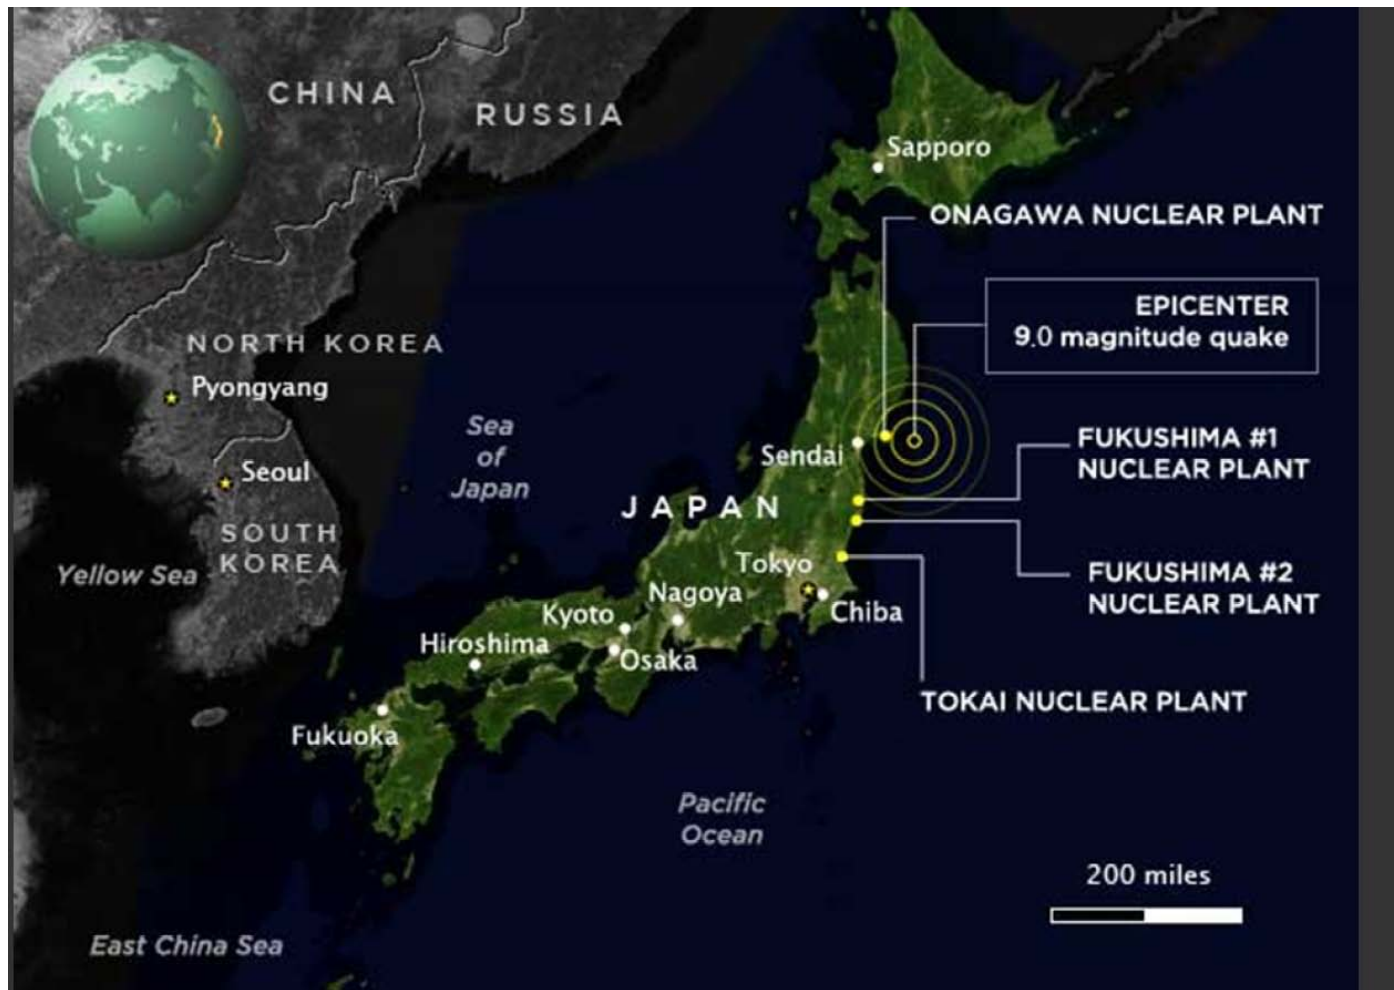 CHINA
RUSSIA
Sapporo
ONAGAWA NUCLEAR PLANT
EPICENTER
9.0 magnitude quake
NORTH KOREA
Pyongyang
Sea
of
Japan
Sendai
FUKUSHIMA #1
NUCLEAR PLANT
Seoul
JAPAN
SOUTH
KOREA
Yellow Sea
Tokyo
FUKUSHIMA #2
NUCLEAR PLANT
Nagoya
Kyoto
Chiba
Hiroshima
Osaka
TOKAI NUCLEAR PLANT
Fukuoka
Pacific
Ocean
200 miles
East China Sea